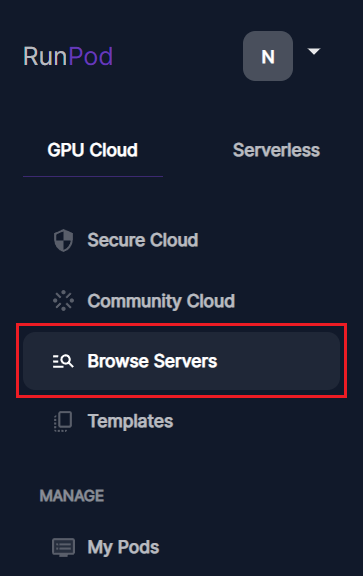 RunPod
N
GPU Cloud Serverless
Secure Cloud
Community Cloud
Browse Servers
Templates
MANAGE
My Pods